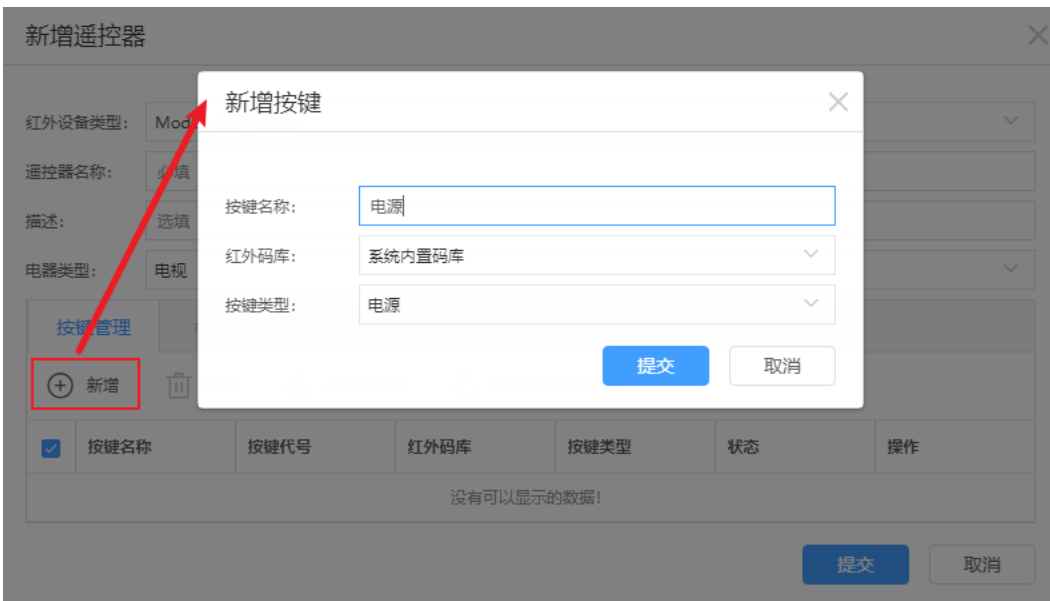 新增遥控器
新增按键
红外设备类型: Mod
遥控器名称: 必填
按键名称: 电源
描述: 选填
红外码库: 系统内置码库
电器类型: 电视
按键类型: 电源
按键管理
提交 取消
新增
按键名称 按键代号 红外码库 按键类型 状态 操作
没有可以显示的数据!
提交 取消